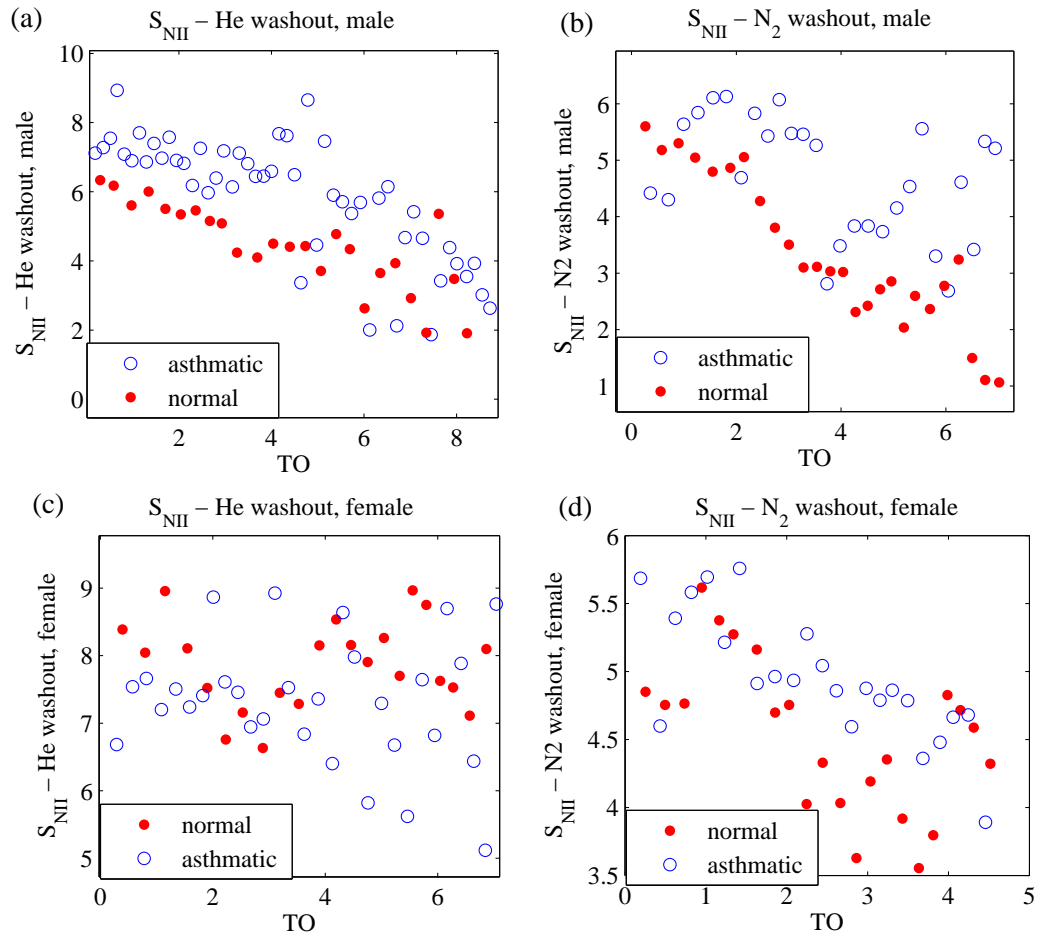 (a)
S_NII – He washout, male
10
8
6
4
2
0
S_NII – He washout, male
asthmatic
normal
2 4 6 8
TO
(b)
S_NII – N_2 washout, male
6
5
4
3
2
1
S_NII – N2 washout, male
asthmatic
normal
0 2 4 6
TO
(c)
S_NII – He washout, female
9
8
7
6
5
S_NII – He washout, female
normal
asthmatic
0 2 4 6
TO
(d)
S_NII – N_2 washout, female
6
5.5
5
4.5
4
3.5
S_NII – N2 washout, female
normal
asthmatic
0 1 2 3 4 5
TO